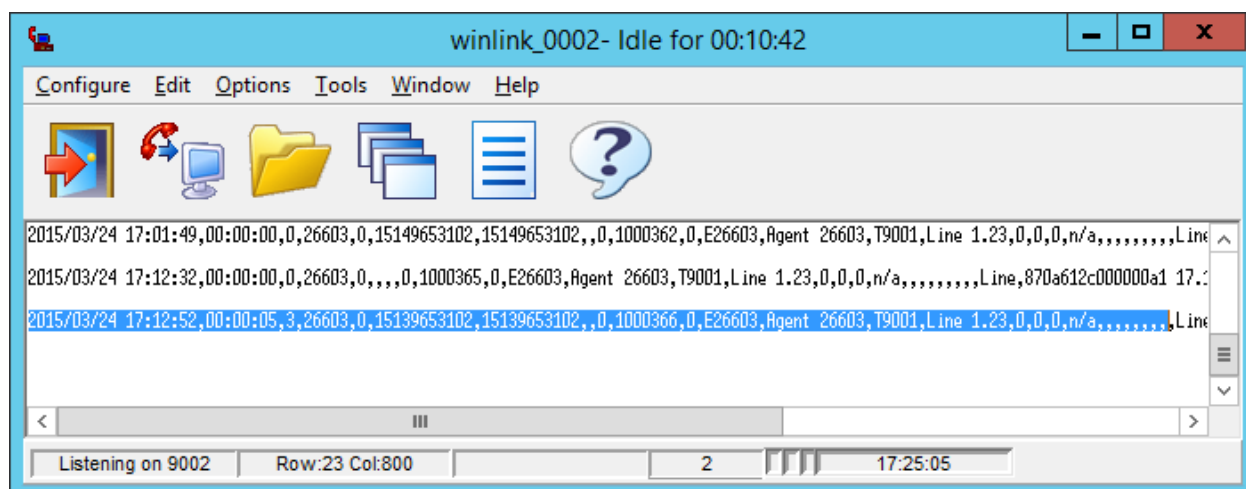 winlink_0002- Idle for 00:10:42
Configure Edit Options Tools Window Help
2015/03/24 17:01:49,00:00:00,0,26603,0,15149653102,15149653102,,0,1000362,0,E26603,Agent 26603,T9001,Line 1.23,0,0,0,n/a,,,,,,,,,Line
2015/03/24 17:12:32,00:00:00,0,26603,0,,,,0,1000365,0,E26603,Agent 26603,T9001,Line 1.23,0,0,0,n/a,,,,,,,,,Line,870a612c000000a1 17.1
2015/03/24 17:12:52,00:00:05,3,26603,0,15139653102,15139653102,,0,1000366,0,E26603,Agent 26603,T9001,Line 1.23,0,0,0,n/a,,,,,,,,,Line
Listening on 9002 Row:23 Col:800 2 17:25:05